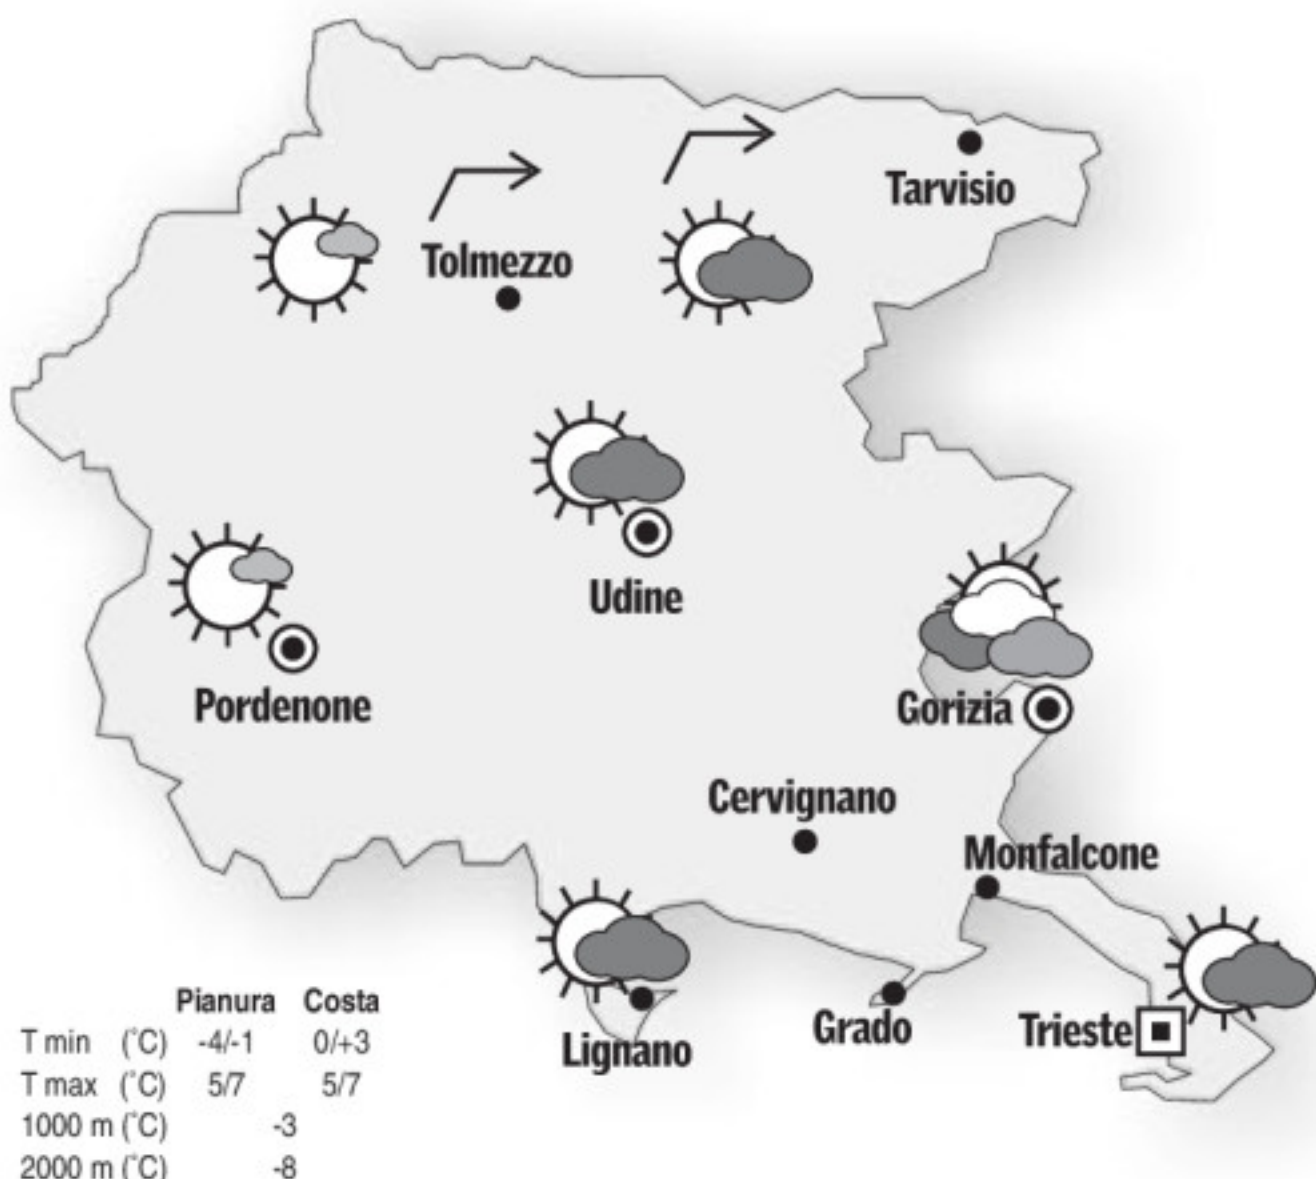 Tarvisio
Tolmezzo
Udine
Pordenone
Gorizia
Cervignano
Monfalcone
Grado
Trieste
Lignano
Pianura Costa
T min (°C) -4/-1 0/+3
T max (°C) 5/7 5/7
1000 m (°C) -3
2000 m (°C) -8